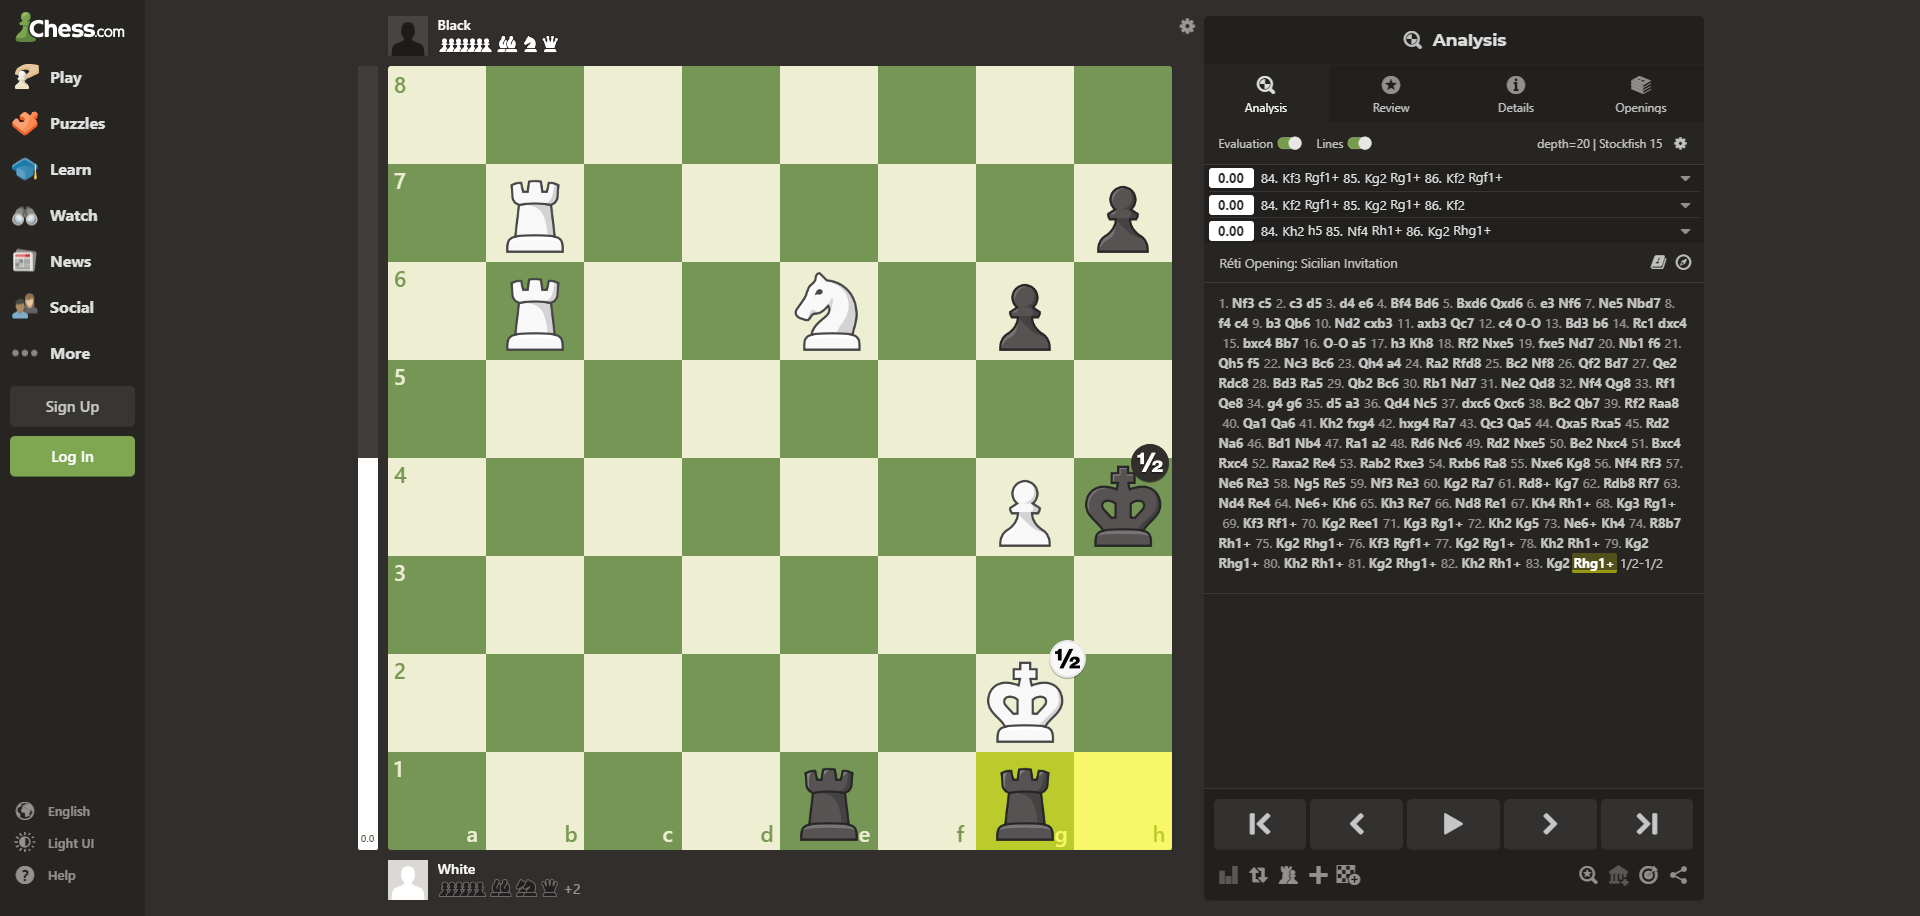 Chess.com
Play
Puzzles
Learn
Watch
News
Social
More
Sign Up
Log In
English
Light UI
Help
Black
8
7
6
5
4
3
2
1
a b c d e f g h
½
½
0.0
White
+2
Analysis
Analysis Review Details Openings
Evaluation Lines depth=20 | Stockfish 15
0.00 84. Kf3 Rgf1+ 85. Kg2 Rg1+ 86. Kf2 Rgf1+
0.00 84. Kf2 Rgf1+ 85. Kg2 Rg1+ 86. Kf2
0.00 84. Kh2 h5 85. Nf4 Rh1+ 86. Kg2 Rhg1+
Réti Opening: Sicilian Invitation
1. Nf3 c5 2. c3 d5 3. d4 e6 4. Bf4 Bd6 5. Bxd6 Qxd6 6. e3 Nf6 7. Ne5 Nbd7 8.
f4 c4 9. b3 Qb6 10. Nd2 cxb3 11. axb3 Qc7 12. c4 O-O 13. Bd3 b6 14. Rc1 dxc4
15. bxc4 Bb7 16. O-O a5 17. h3 Kh8 18. Rf2 Nxe5 19. fxe5 Nd7 20. Nb1 f6 21.
Qh5 f5 22. Nc3 Bc6 23. Qh4 a4 24. Ra2 Rfd8 25. Bc2 Nf8 26. Qf2 Bd7 27. Qe2
Rdc8 28. Bd3 Ra5 29. Qb2 Bc6 30. Rb1 Nd7 31. Ne2 Qd8 32. Nf4 Qg8 33. Rf1
Qe8 34. g4 g6 35. d5 a3 36. Qd4 Nc5 37. dxc6 Qxc6 38. Bc2 Qb7 39. Rf2 Raa8
40. Qa1 Qa6 41. Kh2 fxg4 42. hxg4 Ra7 43. Qc3 Qa5 44. Qxa5 Rxa5 45. Rd2
Na6 46. Bd1 Nb4 47. Ra1 a2 48. Rd6 Nc6 49. Rd2 Nxe5 50. Be2 Nxc4 51. Bxc4
Rxc4 52. Raxa2 Re4 53. Rab2 Rxe3 54. Rxb6 Ra8 55. Nxe6 Kg8 56. Nf4 Rf3 57.
Ne6 Re3 58. Ng5 Re5 59. Nf3 Re3 60. Kg2 Ra7 61. Rd8+ Kg7 62. Rdb8 Rf7 63.
Nd4 Re4 64. Ne6+ Kh6 65. Kh3 Re7 66. Nd8 Re1 67. Kh4 Rh1+ 68. Kg3 Rg1+
69. Kf3 Rf1+ 70. Kg2 Ree1 71. Kg3 Rg1+ 72. Kh2 Kg5 73. Ne6+ Kh4 74. R8b7
Rh1+ 75. Kg2 Rhg1+ 76. Kf3 Rgf1+ 77. Kg2 Rg1+ 78. Kh2 Rh1+ 79. Kg2
Rhg1+ 80. Kh2 Rh1+ 81. Kg2 Rhg1+ 82. Kh2 Rh1+ 83. Kg2 Rhg1+ 1/2-1/2